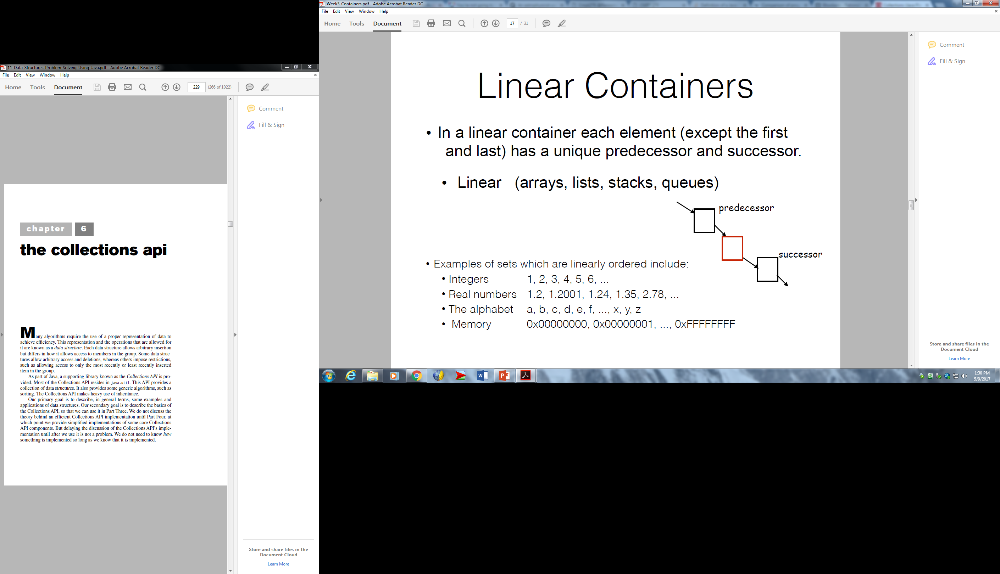 11-Data-Structures-Problem-Solving-Using-Java.pdf - Adobe Acrobat Reader DC
File Edit View Window Help
Home Tools Document 229 (266 of 1022)
Comment
Fill & Sign
chapter 6
the collections api
Many algorithms require the use of a proper representation of data to
achieve efficiency. This representation and the operations that are allowed for
it are known as a data structure. Each data structure allows arbitrary insertion
but differs in how it allows access to members in the group. Some data struc-
tures allow arbitrary access and deletions, whereas others impose restrictions,
such as allowing access to only the most recently or least recently inserted
item in the group.
As part of Java, a supporting library known as the Collections API is pro-
vided. Most of the Collections API resides in java.util. This API provides a
collection of data structures. It also provides some generic algorithms, such as
sorting. The Collections API makes heavy use of inheritance.
Our primary goal is to describe, in general terms, some examples and
applications of data structures. Our secondary goal is to describe the basics of
the Collections API, so that we can use it in Part Three. We do not discuss the
theory behind an efficient Collections API implementation until Part Four, at
which point we provide simplified implementations of some core Collections
API components. But delaying the discussion of the Collections API's imple-
mentation until after we use it is not a problem. We do not need to know how
something is implemented so long as we know that it is implemented.
Store and share files in the
Document Cloud
Learn More
Week3-Containers.pdf - Adobe Acrobat Reader DC
File Edit View Window Help
Home Tools Document 17 / 31
Comment
Fill & Sign
Linear Containers
• In a linear container each element (except the first
and last) has a unique predecessor and successor.
• Linear (arrays, lists, stacks, queues)
predecessor
successor
• Examples of sets which are linearly ordered include:
• Integers 1, 2, 3, 4, 5, 6, ...
• Real numbers 1.2, 1.2001, 1.24, 1.35, 2.78, ...
• The alphabet a, b, c, d, e, f, ..., x, y, z
• Memory 0x00000000, 0x00000001, ..., 0xFFFFFFFF
Store and share files in the
Document Cloud
Learn More
1:30 PM
5/9/2017